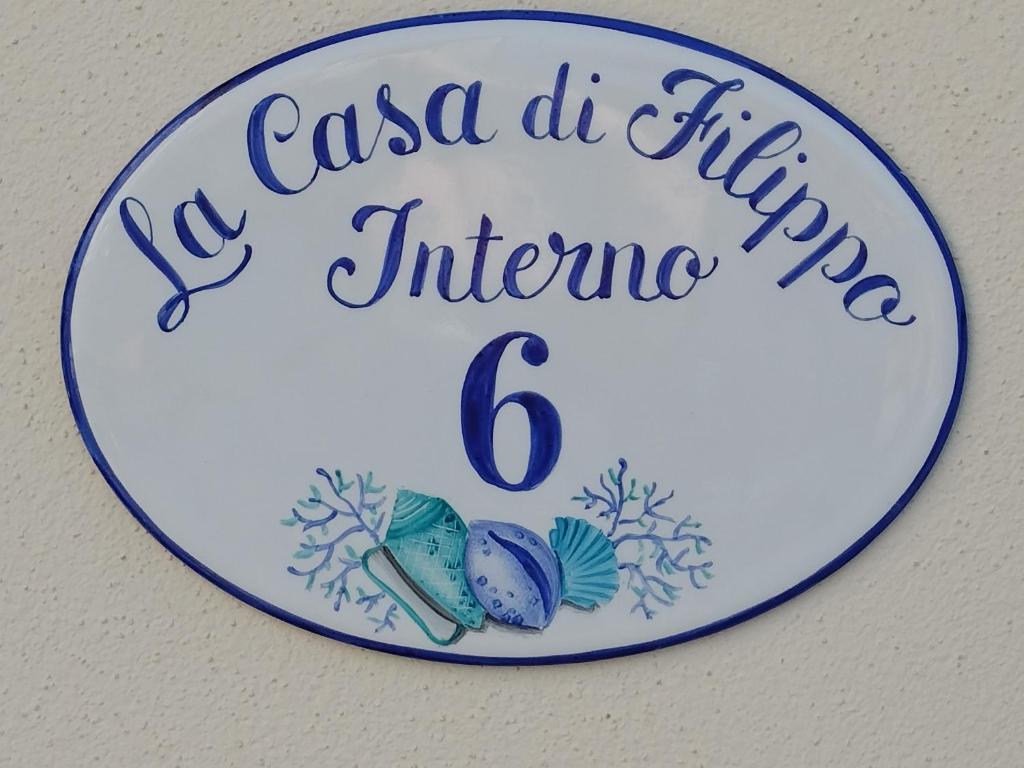 La Casa di Filippo
Interno
6